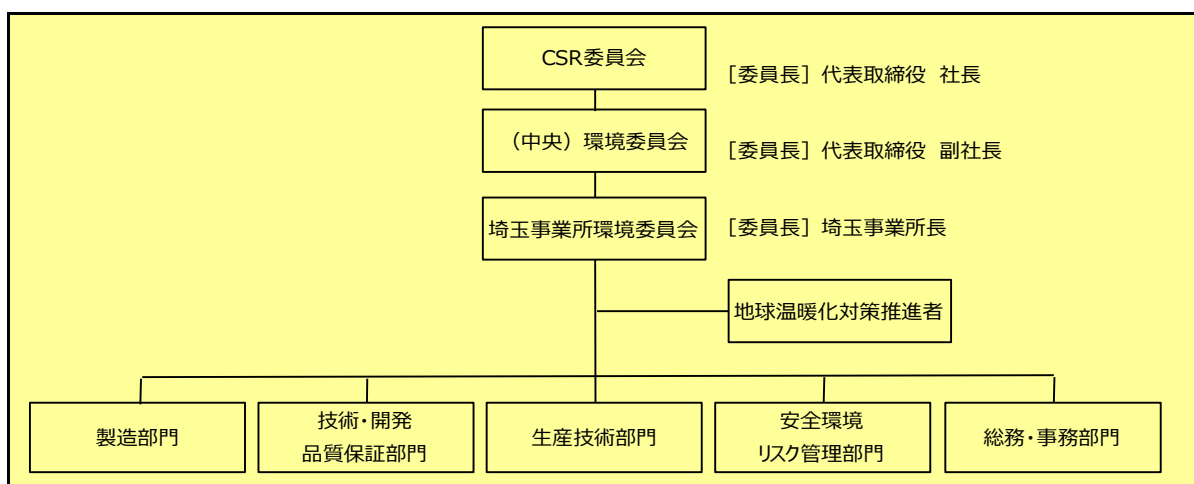 CSR委員会
[委員長] 代表取締役 社長
（中央）環境委員会
[委員長] 代表取締役 副社長
埼玉事業所環境委員会
[委員長] 埼玉事業所長
地球温暖化対策推進者
製造部門
技術・開発
品質保証部門
生産技術部門
安全環境
リスク管理部門
総務・事務部門